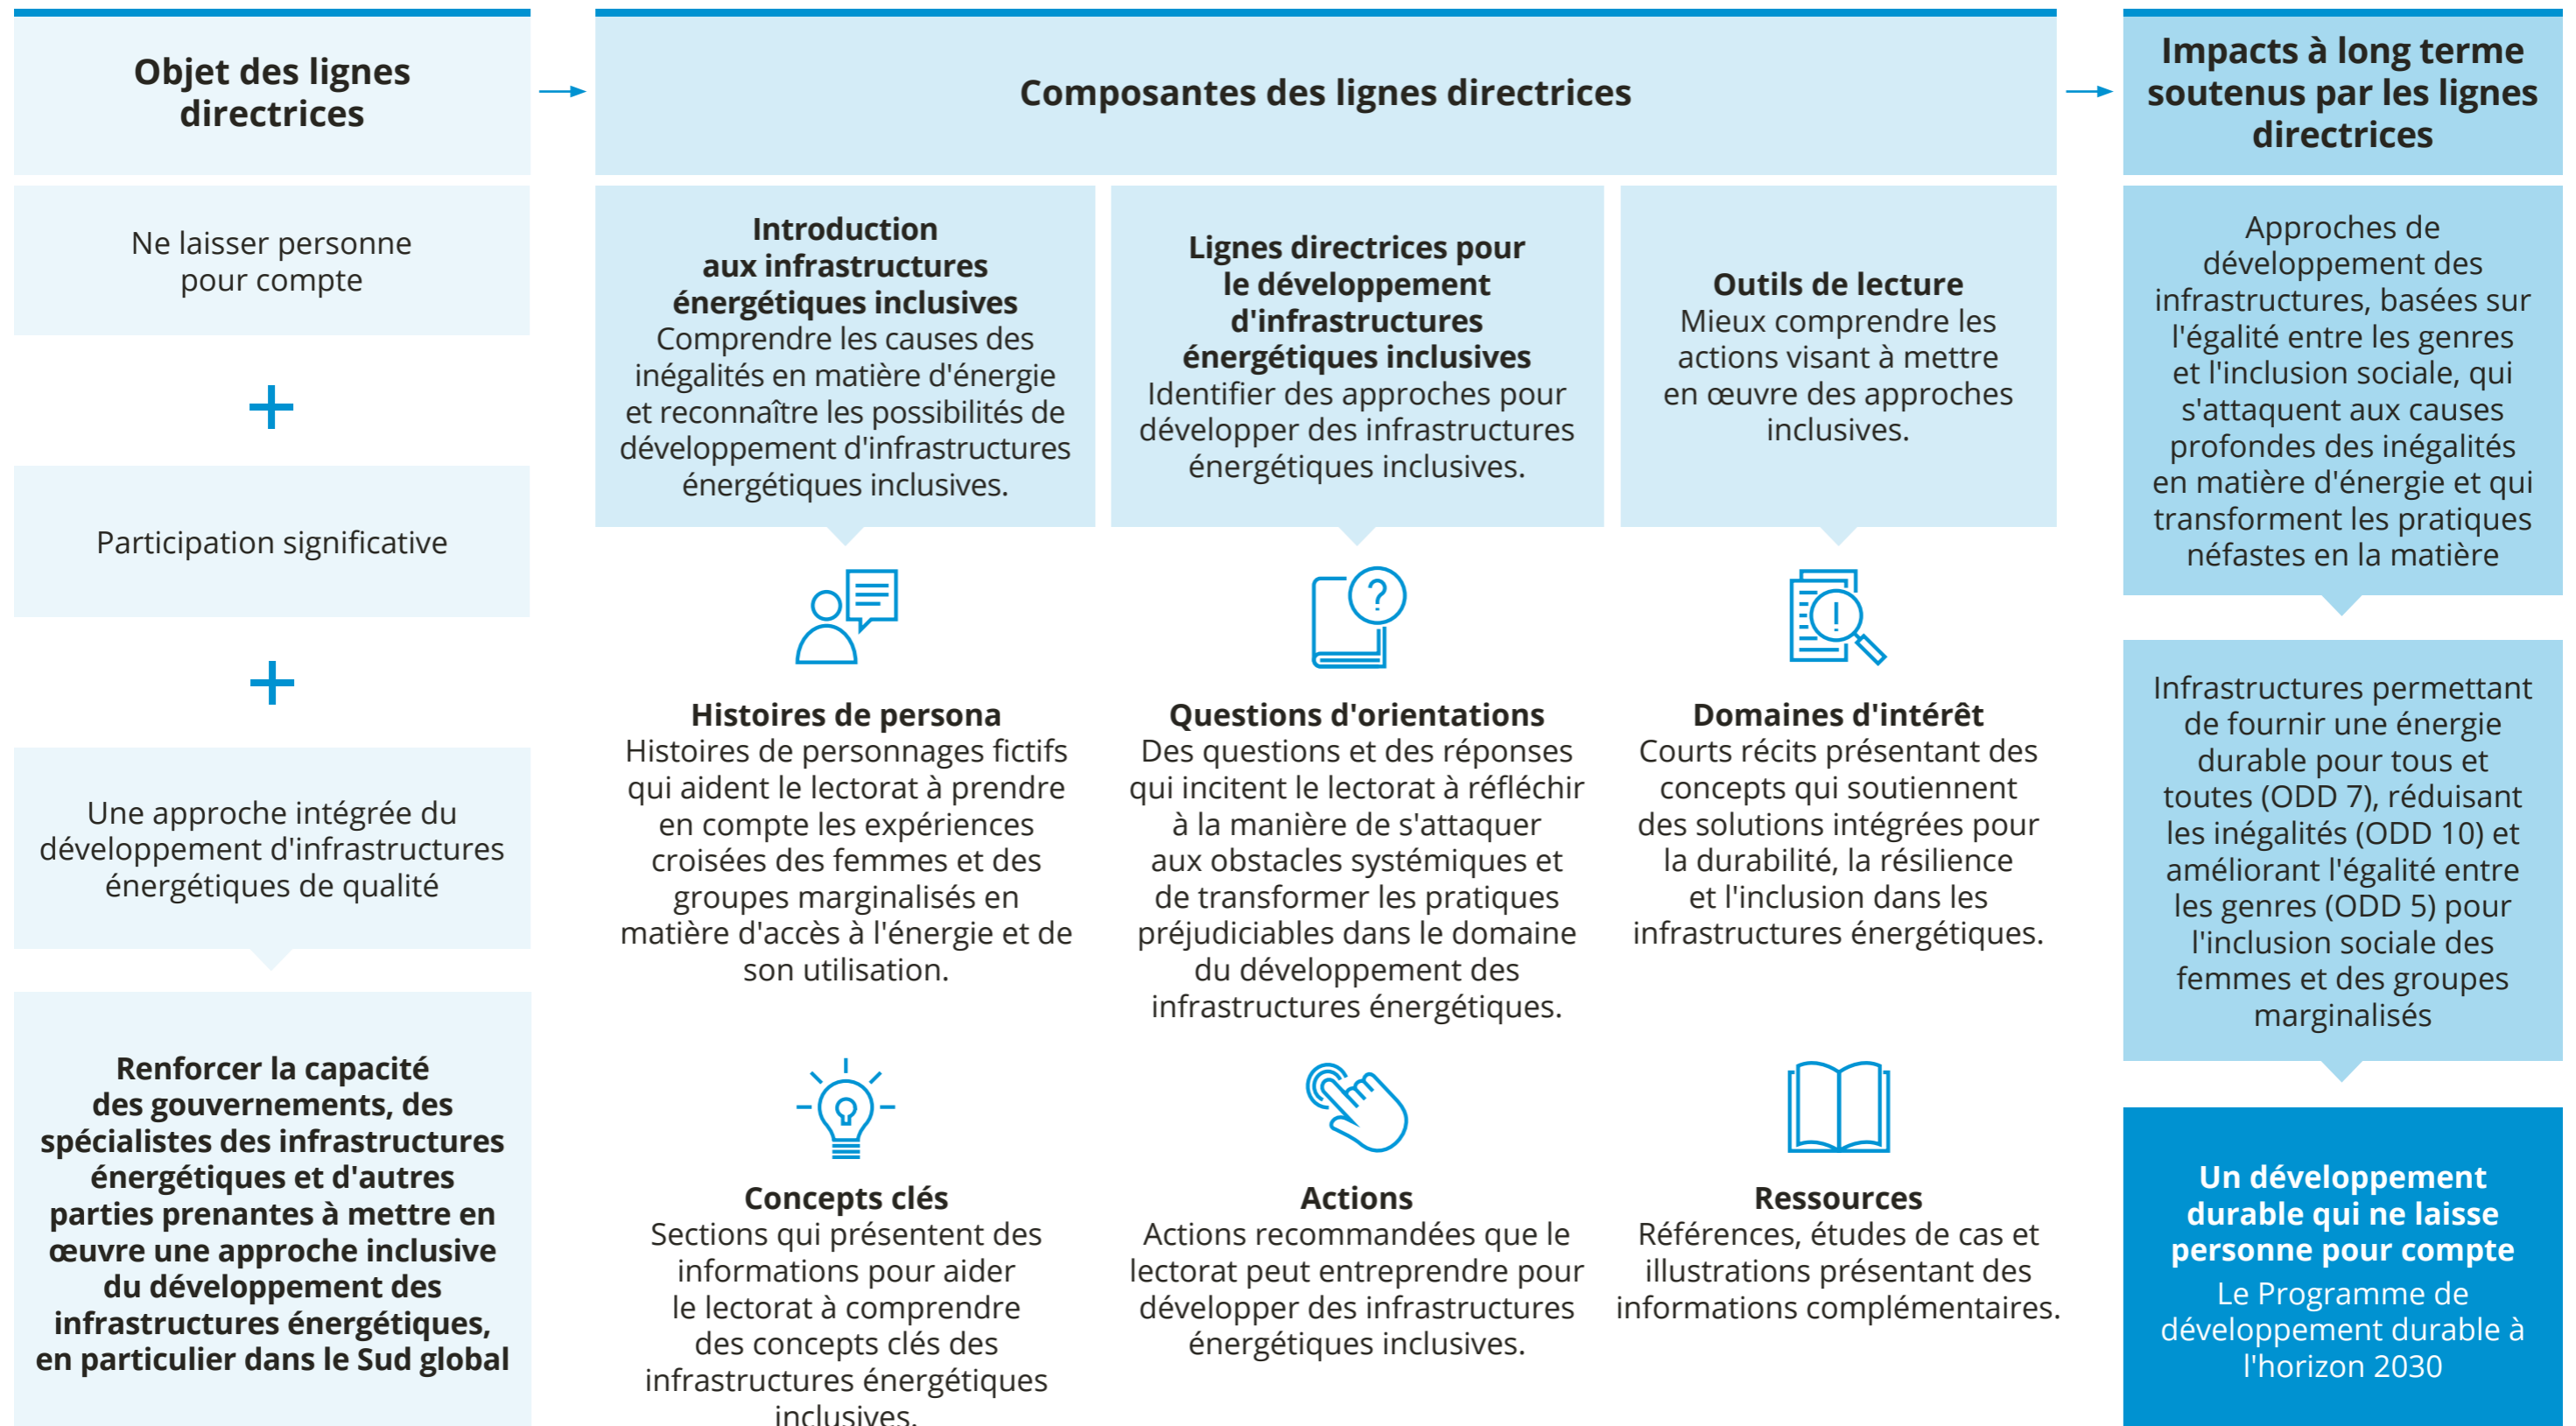 Objet des lignes
directrices
Ne laisser personne
pour compte
+
Participation significative
+
Une approche intégrée du
développement d'infrastructures
énergétiques de qualité
Renforcer la capacité
des gouvernements, des
spécialistes des infrastructures
énergétiques et d'autres
parties prenantes à mettre en
œuvre une approche inclusive
du développement des
infrastructures énergétiques,
en particulier dans le Sud global
Composantes des lignes directrices
Introduction
aux infrastructures
énergétiques inclusives
Comprendre les causes des
inégalités en matière d'énergie
et reconnaître les possibilités de
développement d'infrastructures
énergétiques inclusives.
Histoires de persona
Histoires de personnages fictifs
qui aident le lectorat à prendre
en compte les expériences
croisées des femmes et des
groupes marginalisés en
matière d'accès à l'énergie et de
son utilisation.
Concepts clés
Sections qui présentent des
informations pour aider
le lectorat à comprendre
des concepts clés des
infrastructures énergétiques
inclusives.
Lignes directrices pour
le développement
d'infrastructures
énergétiques inclusives
Identifier des approches pour
développer des infrastructures
énergétiques inclusives.
?
Questions d'orientations
Des questions et des réponses
qui incitent le lectorat à réfléchir
à la manière de s'attaquer
aux obstacles systémiques et
de transformer les pratiques
préjudiciables dans le domaine
du développement des
infrastructures énergétiques.
Actions
Actions recommandées que le
lectorat peut entreprendre pour
développer des infrastructures
énergétiques inclusives.
Outils de lecture
Mieux comprendre les
actions visant à mettre
en œuvre des approches
inclusives.
!
Domaines d'intérêt
Courts récits présentant des
concepts qui soutiennent
des solutions intégrées pour
la durabilité, la résilience
et l'inclusion dans les
infrastructures énergétiques.
Ressources
Références, études de cas et
illustrations présentant des
informations complémentaires.
Impacts à long terme
soutenus par les lignes
directrices
Approches de
développement des
infrastructures, basées sur
l'égalité entre les genres
et l'inclusion sociale, qui
s'attaquent aux causes
profondes des inégalités
en matière d'énergie et qui
transforment les pratiques
néfastes en la matière
Infrastructures permettant
de fournir une énergie
durable pour tous et
toutes (ODD 7), réduisant
les inégalités (ODD 10) et
améliorant l'égalité entre
les genres (ODD 5) pour
l'inclusion sociale des
femmes et des groupes
marginalisés
Un développement
durable qui ne laisse
personne pour compte
Le Programme de
développement durable à
l'horizon 2030